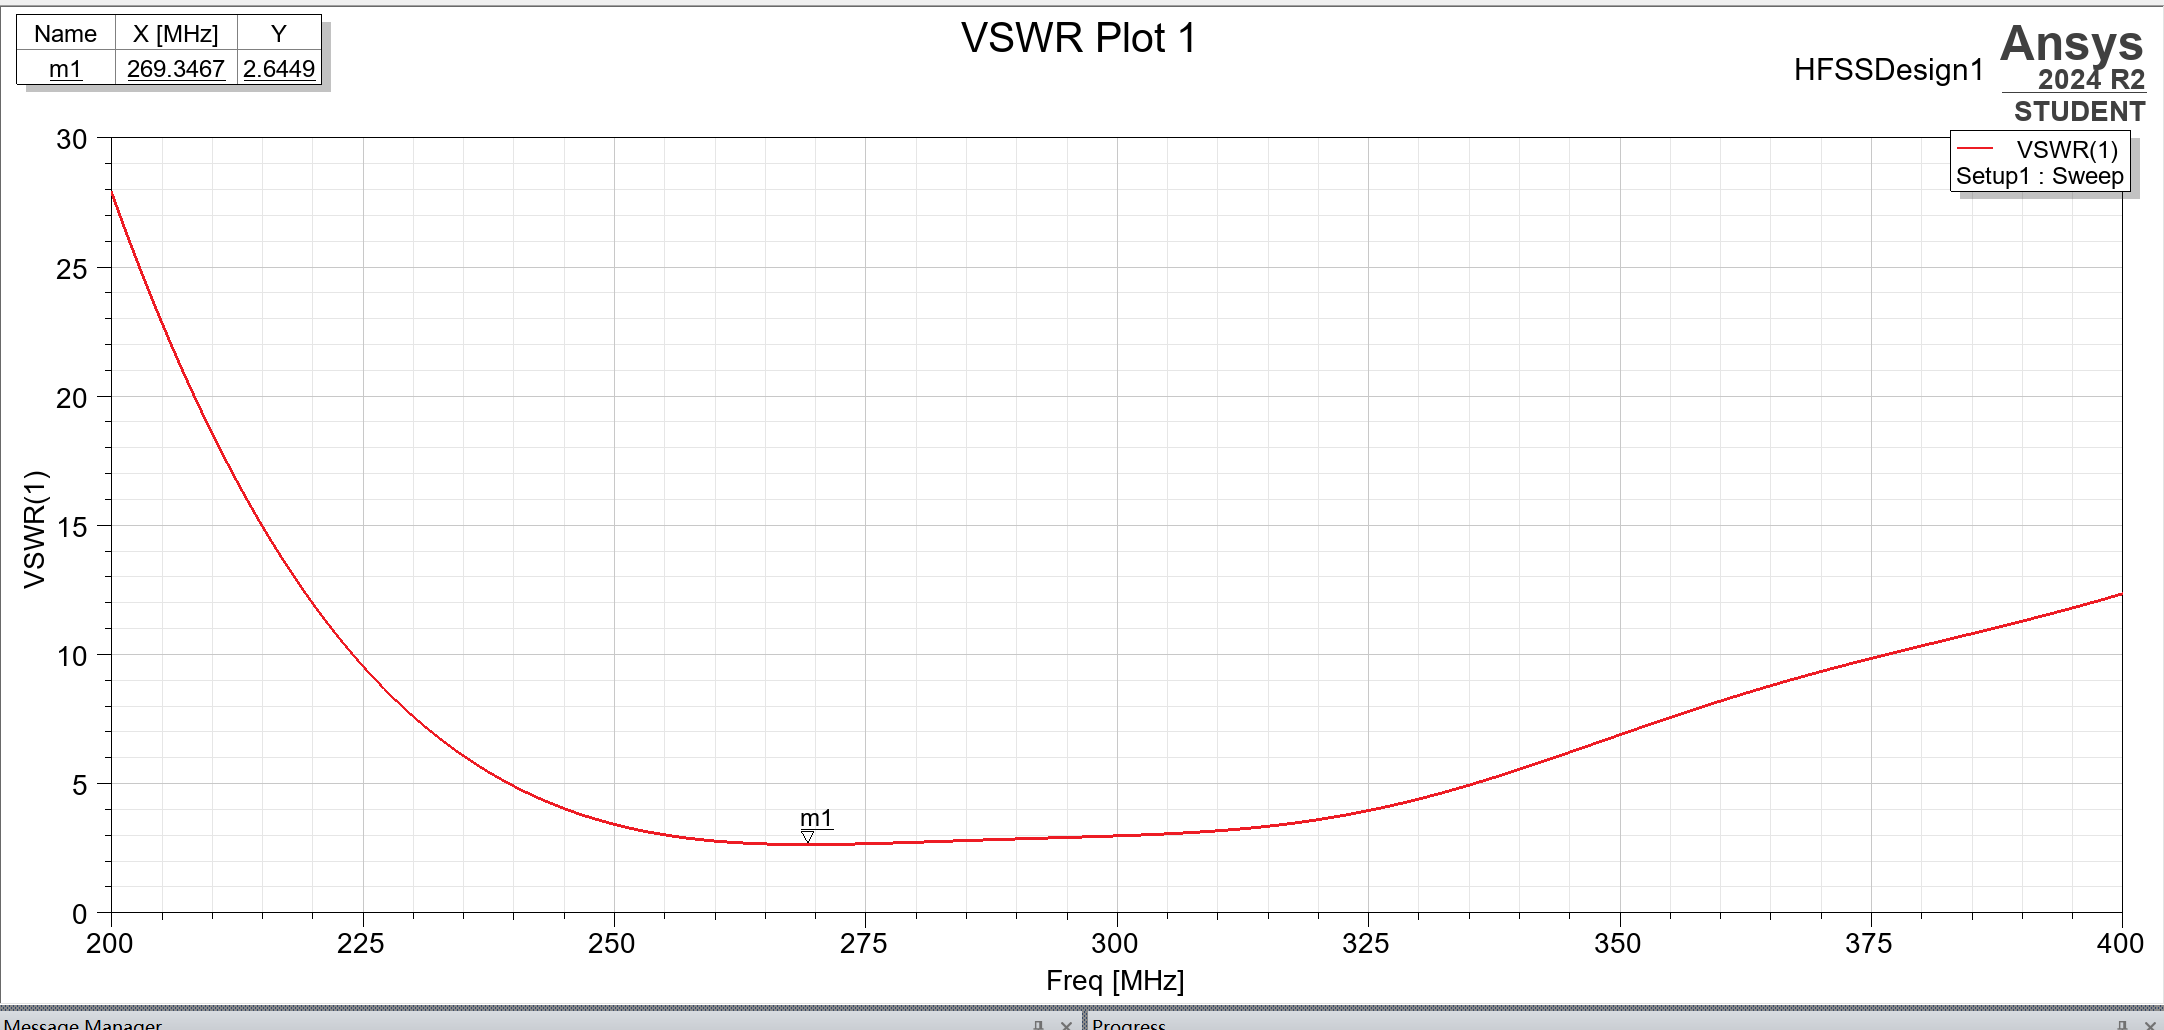 VSWR Plot 1
Name X [MHz] Y
m1 269.3467 2.6449
HFSSDesign1
Ansys
2024 R2
STUDENT
VSWR(1)
Setup1 : Sweep
30
25
20
15
10
5
0
VSWR(1)
m1
200 225 250 275 300 325 350 375 400
Freq [MHz]
Message Manager
Progress